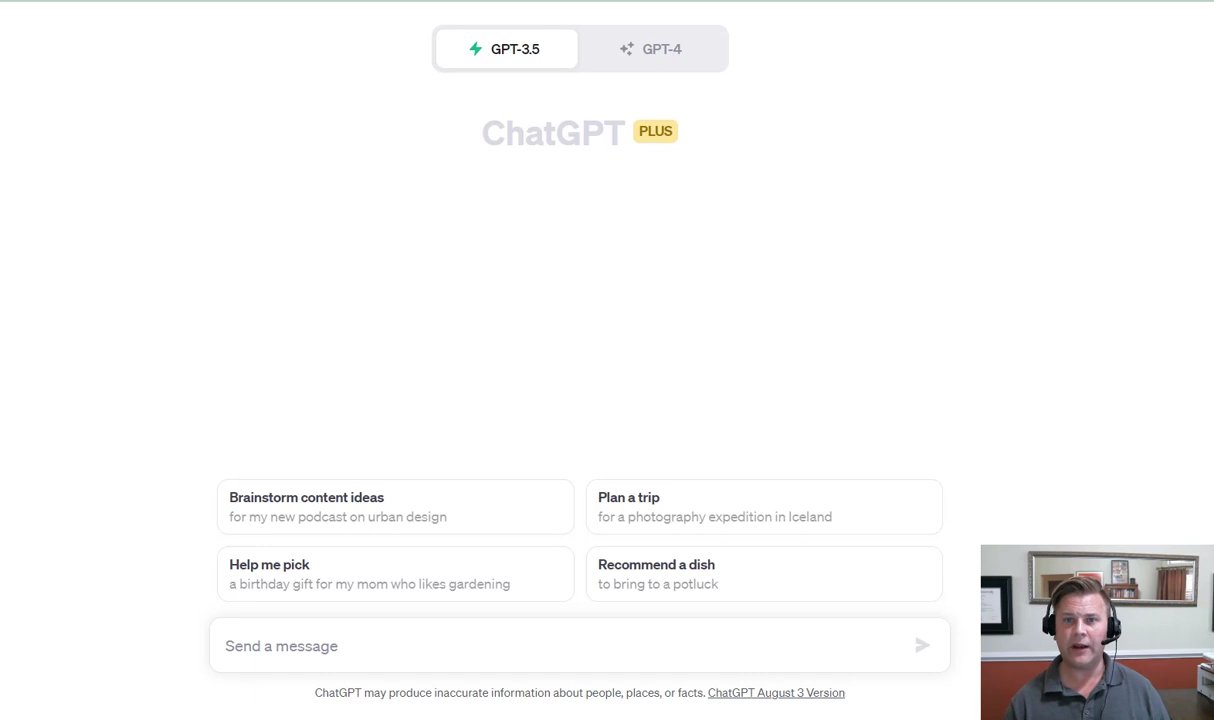 GPT-3.5
GPT-4
ChatGPT PLUS
Brainstorm content ideas
for my new podcast on urban design
Plan a trip
for a photography expedition in Iceland
Help me pick
a birthday gift for my mom who likes gardening
Recommend a dish
to bring to a potluck
Send a message
ChatGPT may produce inaccurate information about people, places, or facts. ChatGPT August 3 Version